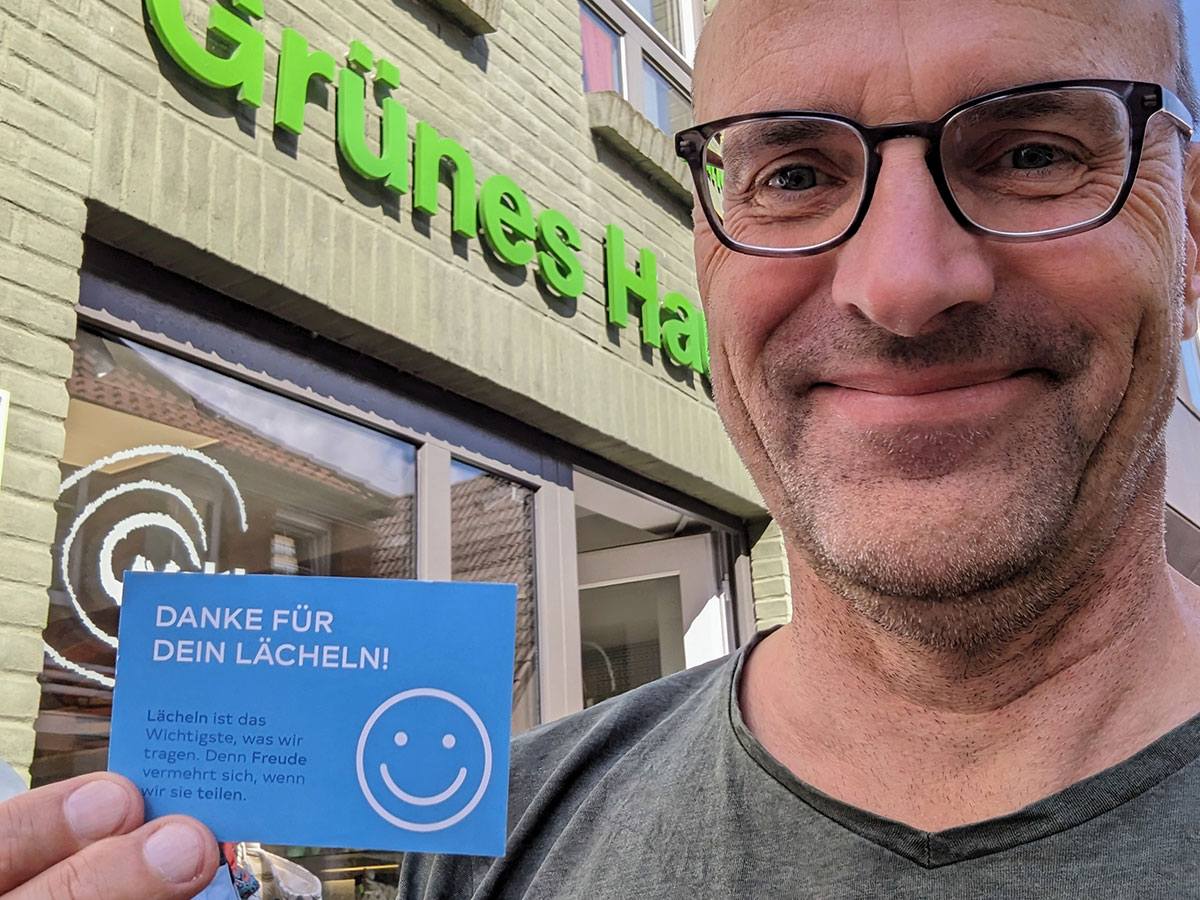 Grünes Ha
DANKE FÜR
DEIN LÄCHELN!
Lächeln ist das
Wichtigste, was wir
tragen. Denn Freude
vermehrt sich, wenn
wir sie teilen.